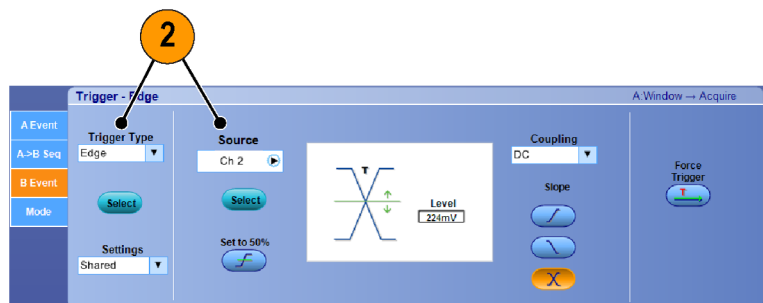 2
Trigger - Edge
A:Window → Acquire
A Event
A->B Seq
B Event
Mode
Trigger Type
Edge
Select
Settings
Shared
Source
Ch 2
Select
Set to 50%
T
Level
224mV
Coupling
DC
Slope
Force
Trigger
T